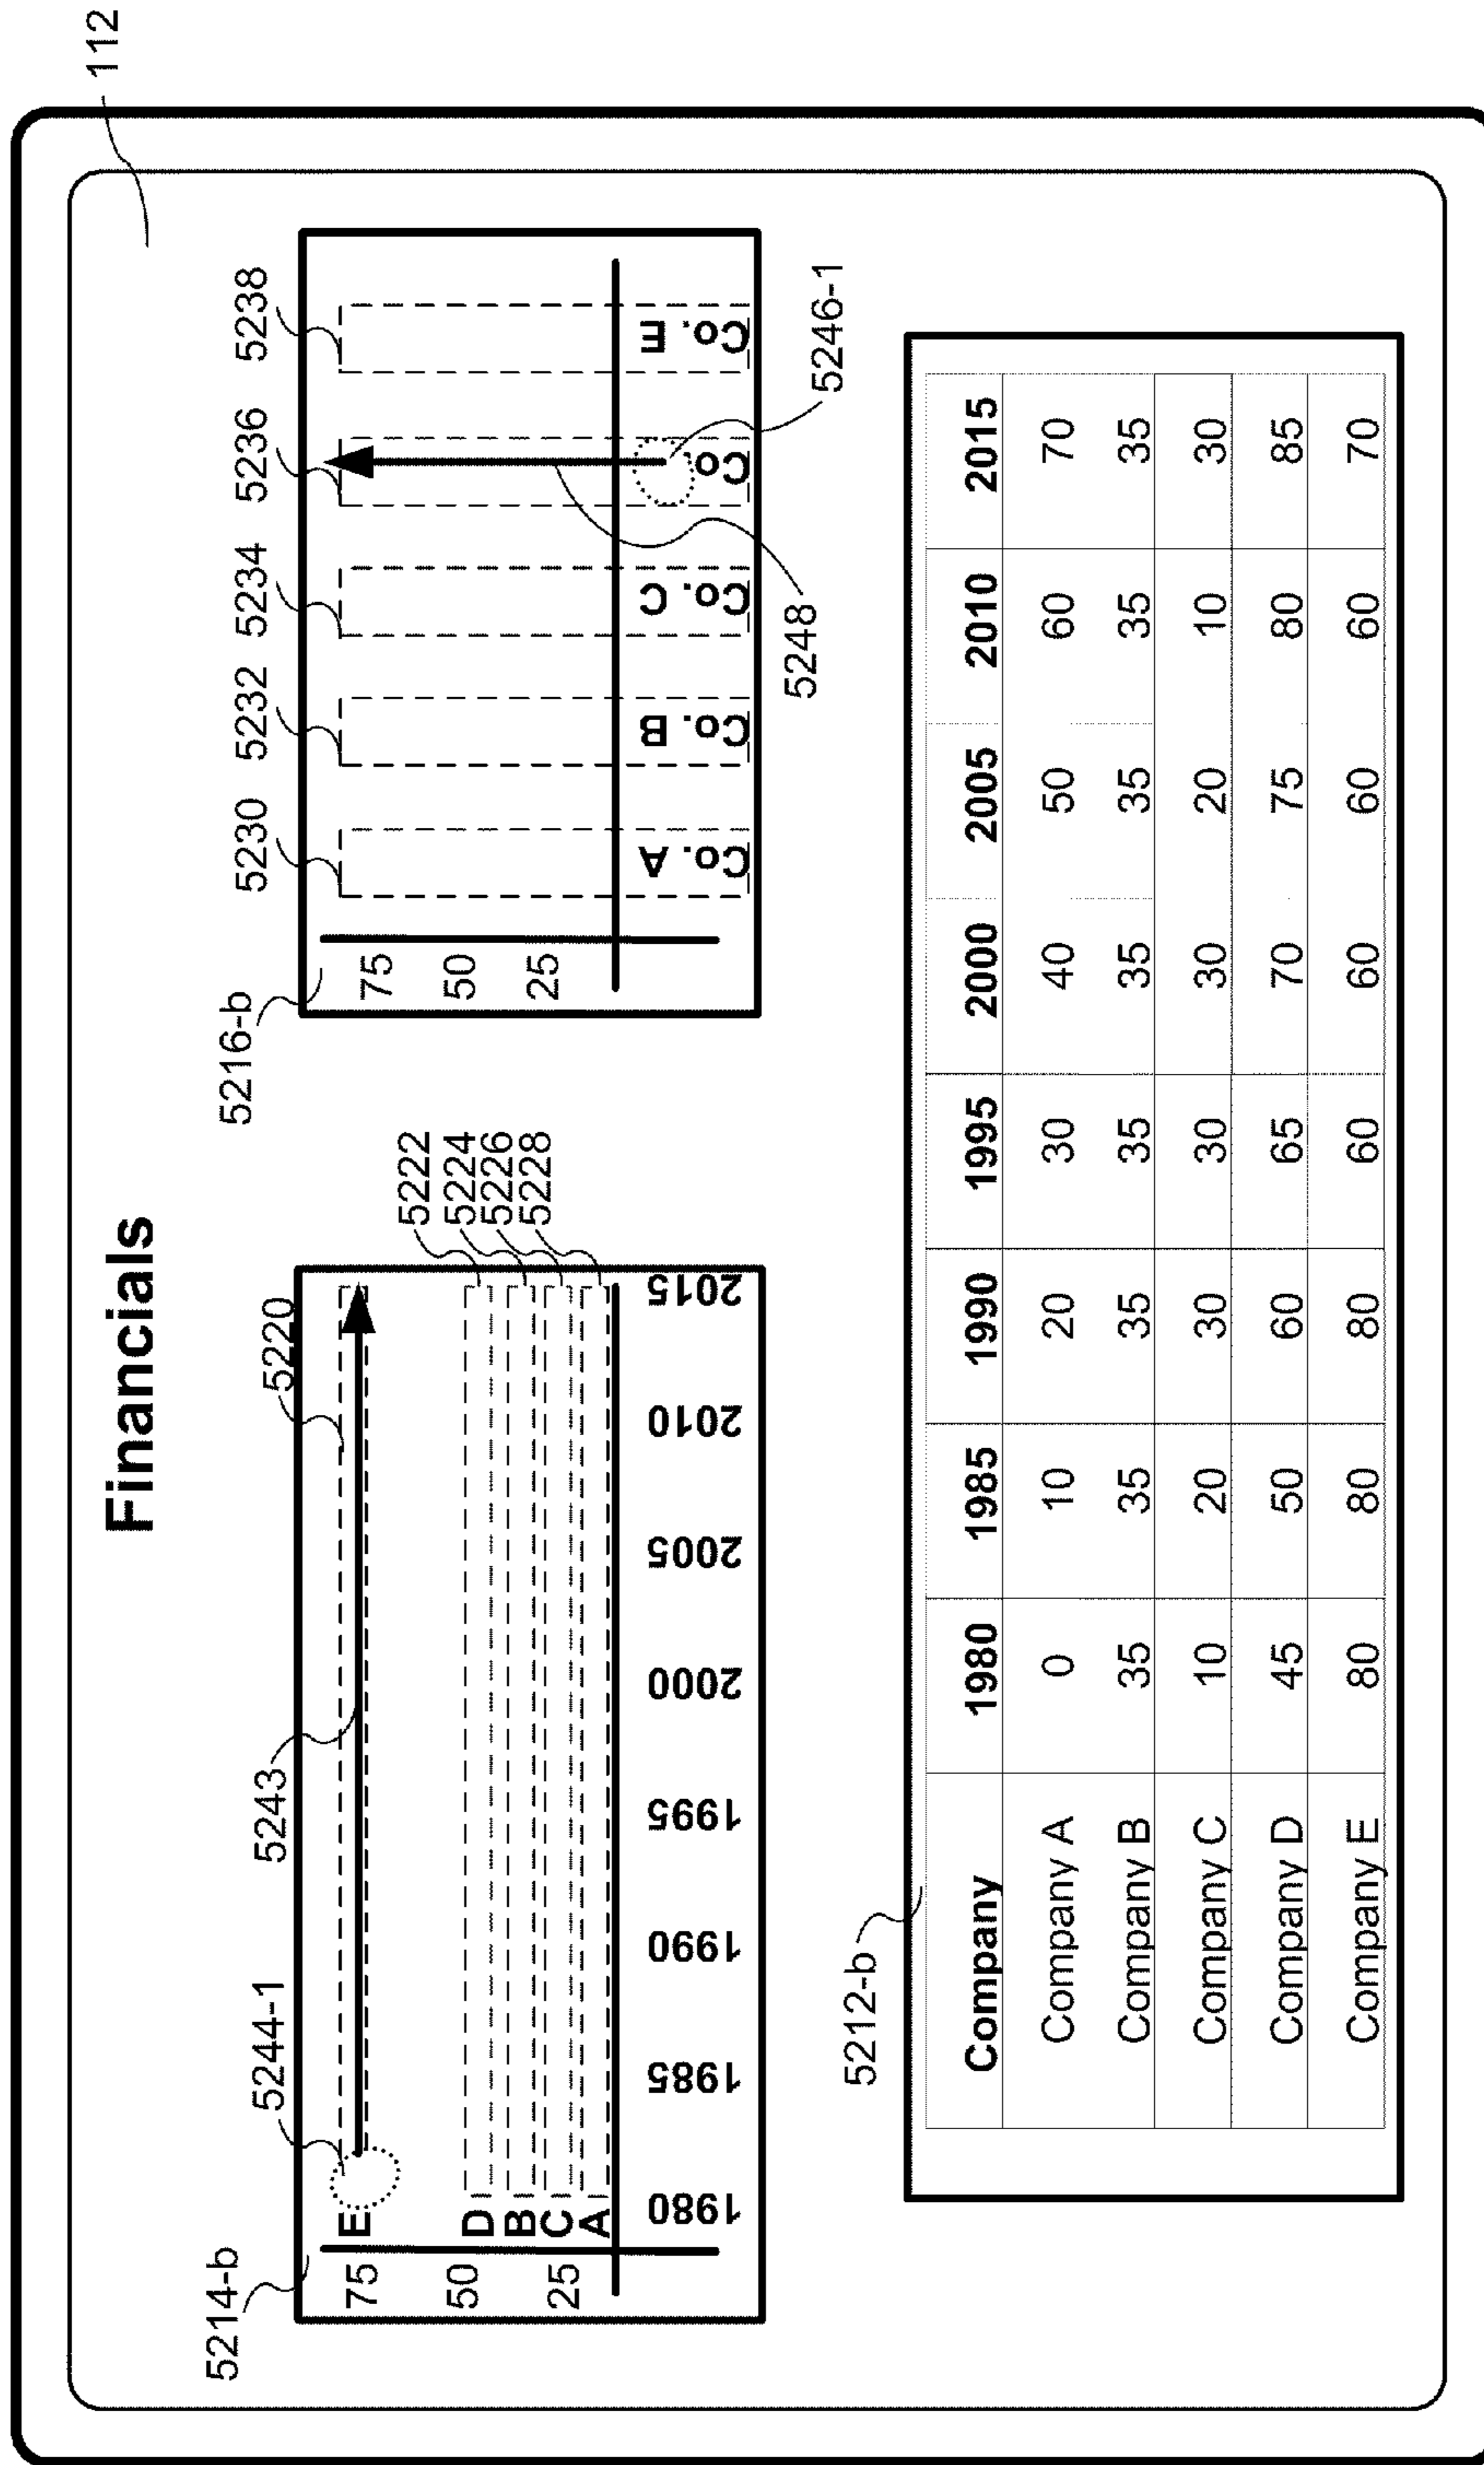 Financials
112
5214-b
5244-1
5243
5220
75
50
25
E
D
B
C
A
1980
1985
1990
1995
2000
2005
2010
2015
5222
5224
5226
5228
5216-b
5230
5232
5234
5236
5238
75
50
25
Co. A
Co. B
Co. C
Co
Co. E
5248
5246-1
5212-b
Company 1980 1985 1990 1995 2000 2005 2010 2015
Company A 0 10 20 30 40 50 60 70
Company B 35 35 35 35 35 35 35 35
Company C 10 20 30 30 30 20 10 30
Company D 45 50 60 65 70 75 80 85
Company E 80 80 80 60 60 60 60 70